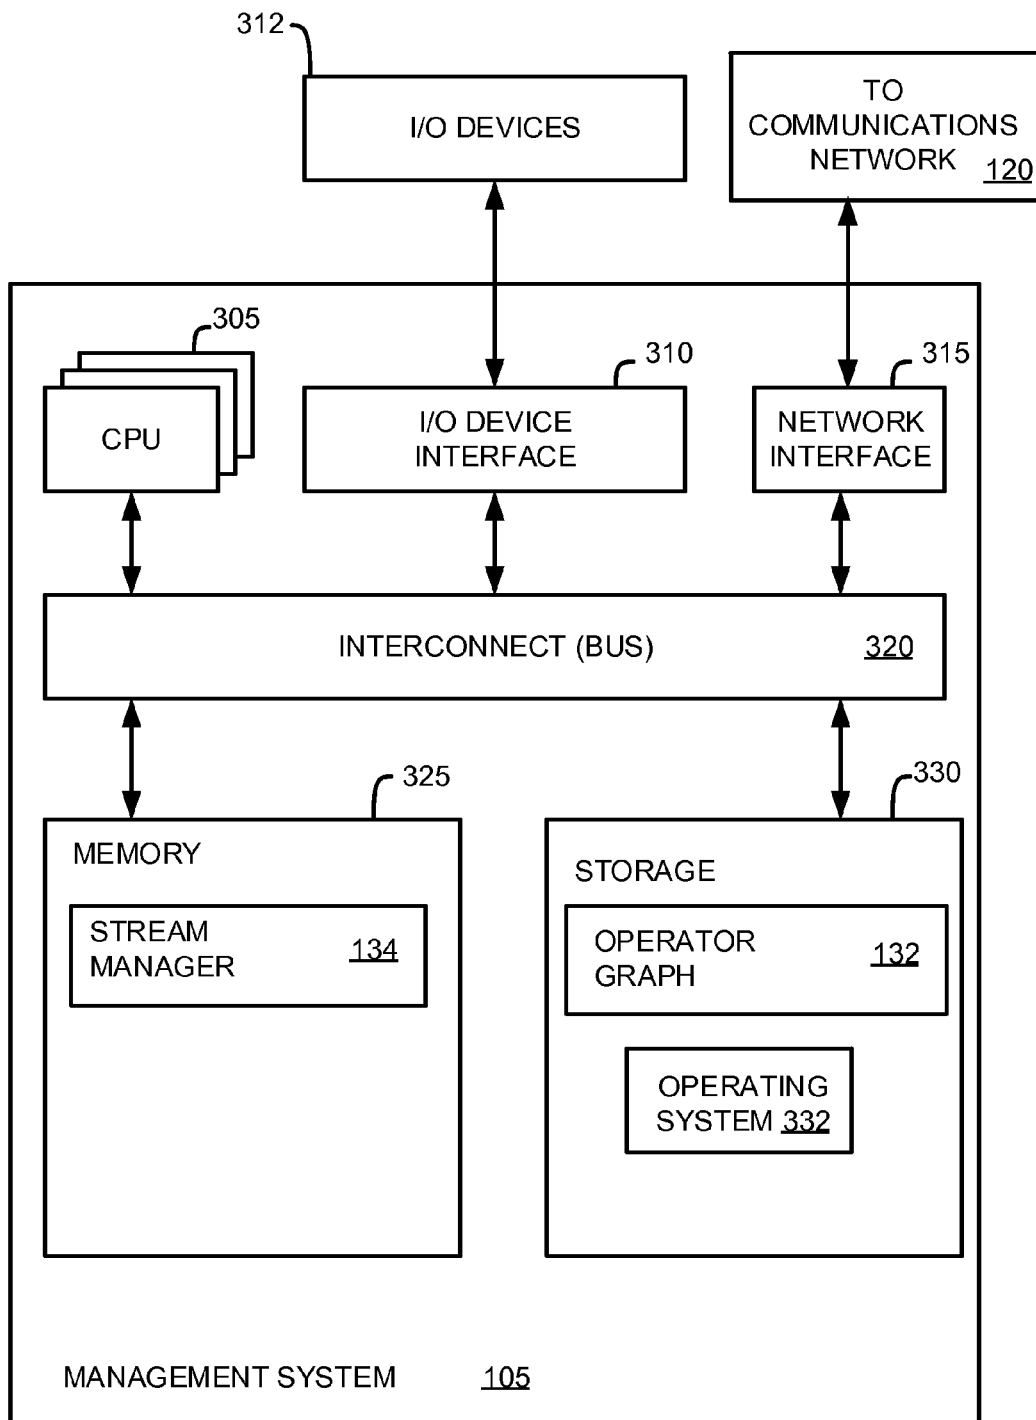 312
I/O DEVICES
TO
COMMUNICATIONS
NETWORK 120
305
CPU
310
I/O DEVICE
INTERFACE
315
NETWORK
INTERFACE
INTERCONNECT (BUS) 320
325
MEMORY
STREAM
MANAGER 134
330
STORAGE
OPERATOR
GRAPH 132
OPERATING
SYSTEM 332
MANAGEMENT SYSTEM 105